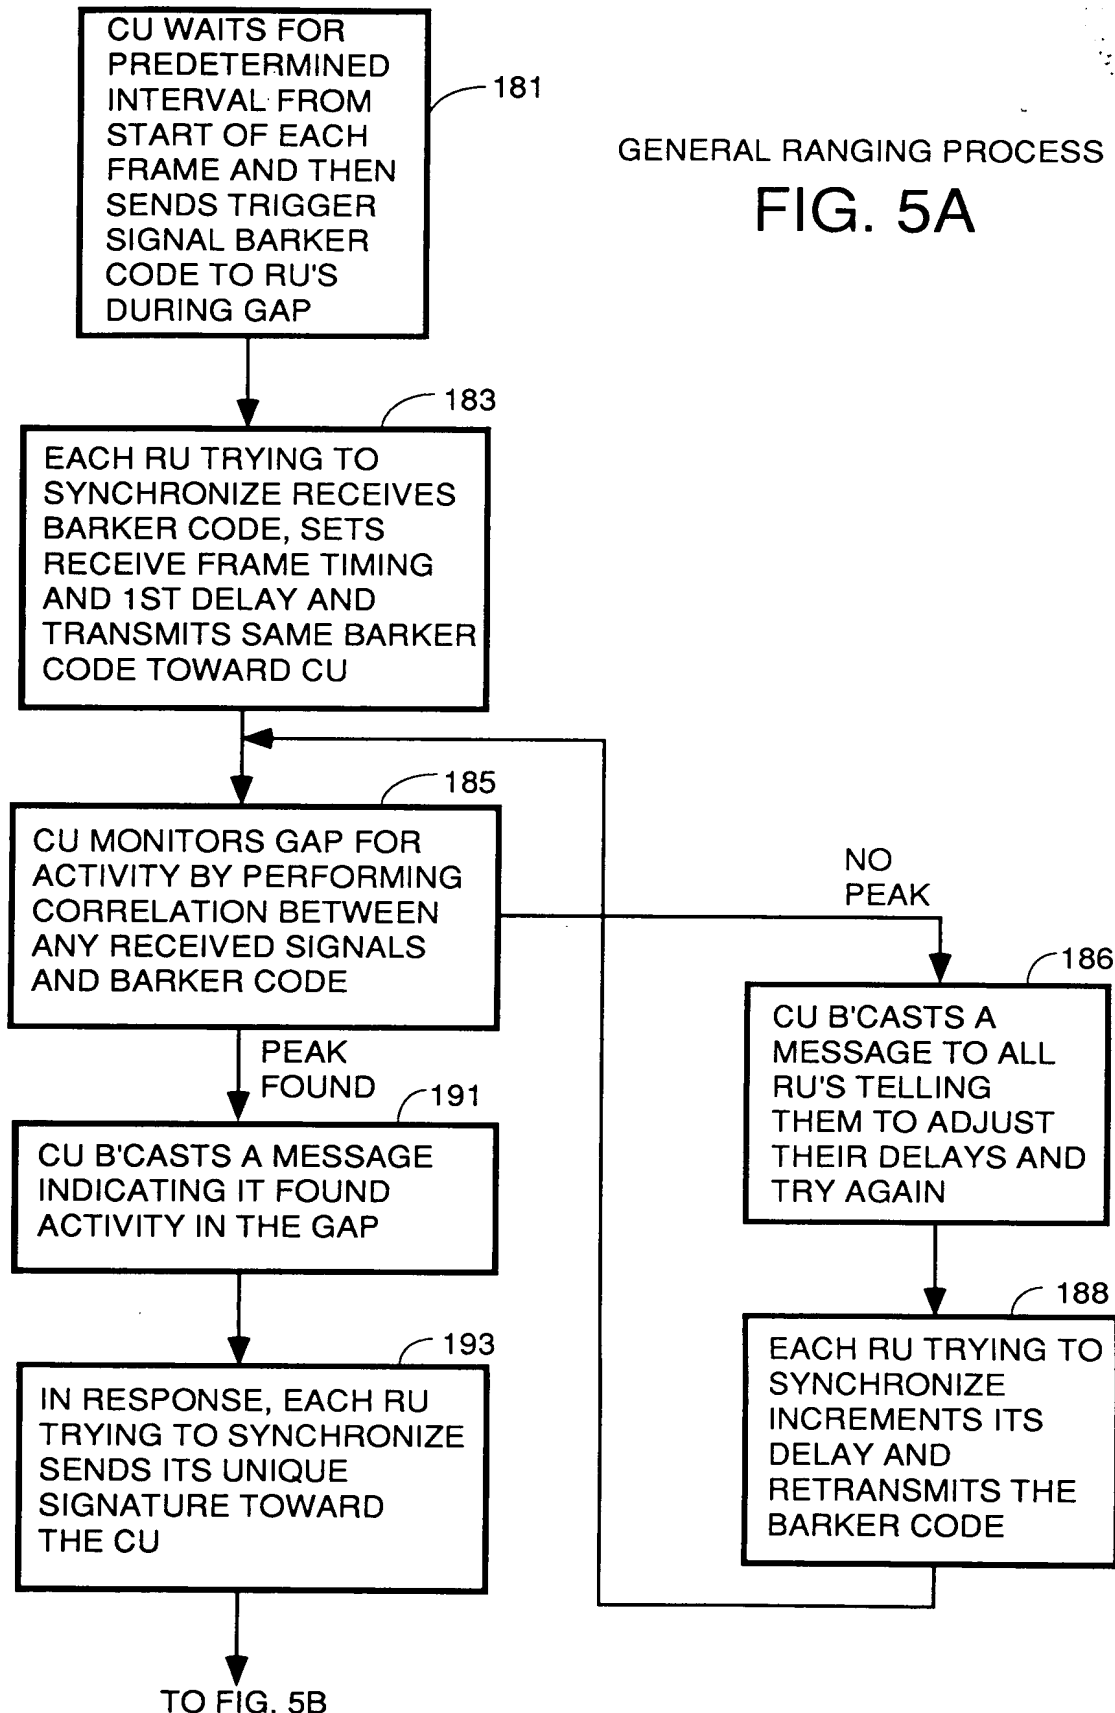 CU WAITS FOR
PREDETERMINED
INTERVAL FROM
START OF EACH
FRAME AND THEN
SENDS TRIGGER
SIGNAL BARKER
CODE TO RU'S
DURING GAP
181
GENERAL RANGING PROCESS
FIG. 5A
183
EACH RU TRYING TO
SYNCHRONIZE RECEIVES
BARKER CODE, SETS
RECEIVE FRAME TIMING
AND 1ST DELAY AND
TRANSMITS SAME BARKER
CODE TOWARD CU
185
CU MONITORS GAP FOR
ACTIVITY BY PERFORMING
CORRELATION BETWEEN
ANY RECEIVED SIGNALS
AND BARKER CODE
NO
PEAK
186
CU B'CASTS A
MESSAGE TO ALL
RU'S TELLING
THEM TO ADJUST
THEIR DELAYS AND
TRY AGAIN
188
EACH RU TRYING TO
SYNCHRONIZE
INCREMENTS ITS
DELAY AND
RETRANSMITS THE
BARKER CODE
PEAK
FOUND
191
CU B'CASTS A MESSAGE
INDICATING IT FOUND
ACTIVITY IN THE GAP
193
IN RESPONSE, EACH RU
TRYING TO SYNCHRONIZE
SENDS ITS UNIQUE
SIGNATURE TOWARD
THE CU
TO FIG. 5B